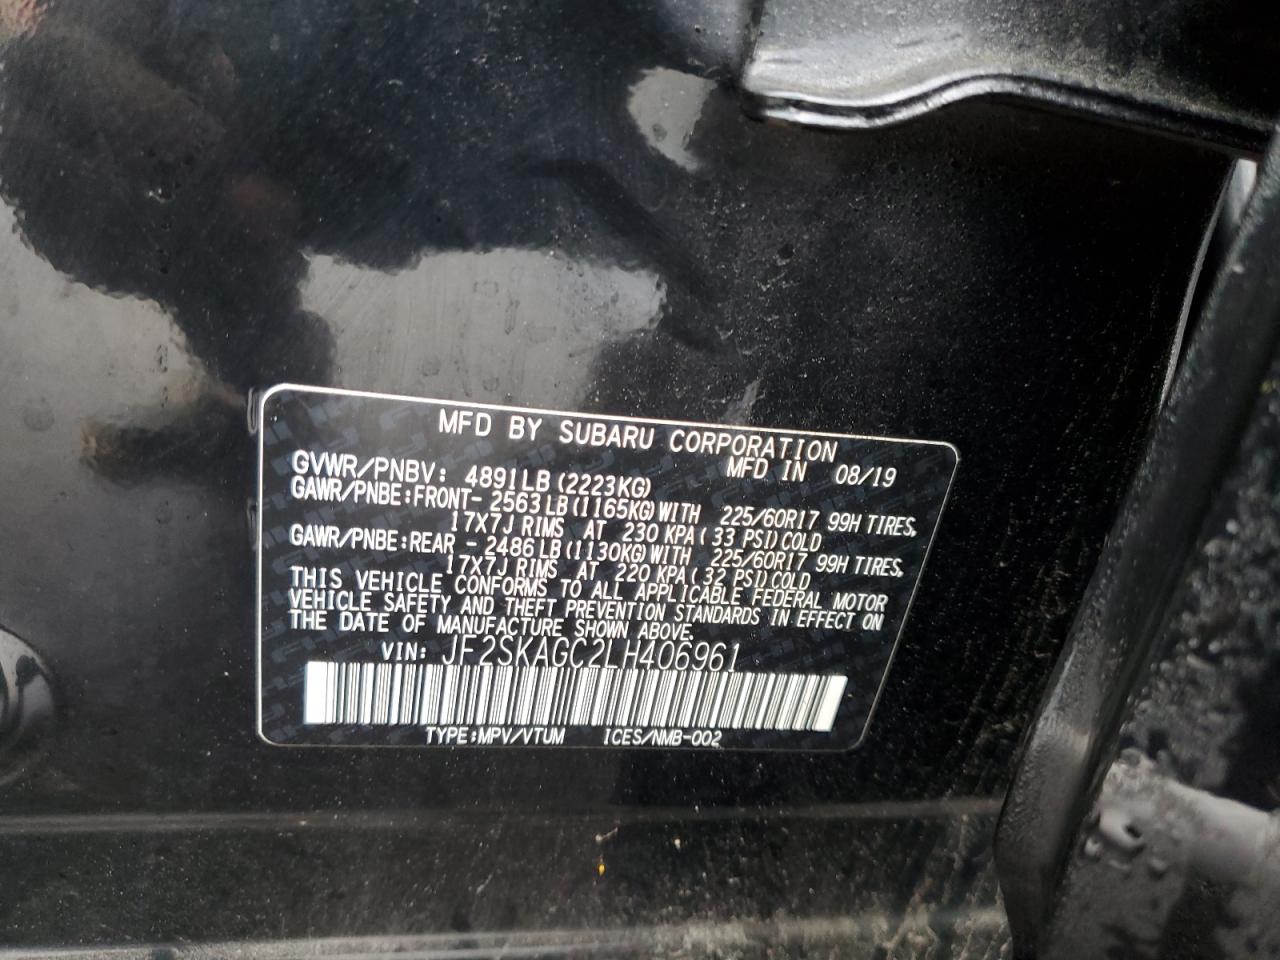 MFD BY SUBARU CORPORATION
MFD IN 08/19
GVWR/PNBV: 4891LB(2223KG)
GAWR/PNBE:FRONT- 2563LB(1165KG)WITH 225/60R17 99H TIRES,
17X7J RIMS AT 230 KPA(33 PSI)COLD
GAWR/PNBE:REAR - 2486LB(1130KG)WITH 225/60R17 99H TIRES,
17X7J RIMS AT 220 KPA(32 PSI)COLD
THIS VEHICLE CONFORMS TO ALL APPLICABLE FEDERAL MOTOR
VEHICLE SAFETY AND THEFT PREVENTION STANDARDS IN EFFECT ON
THE DATE OF MANUFACTURE SHOWN ABOVE.
VIN: JF2SKAGC2LH406961
TYPE:MPV/VTUM ICES/NMB-002